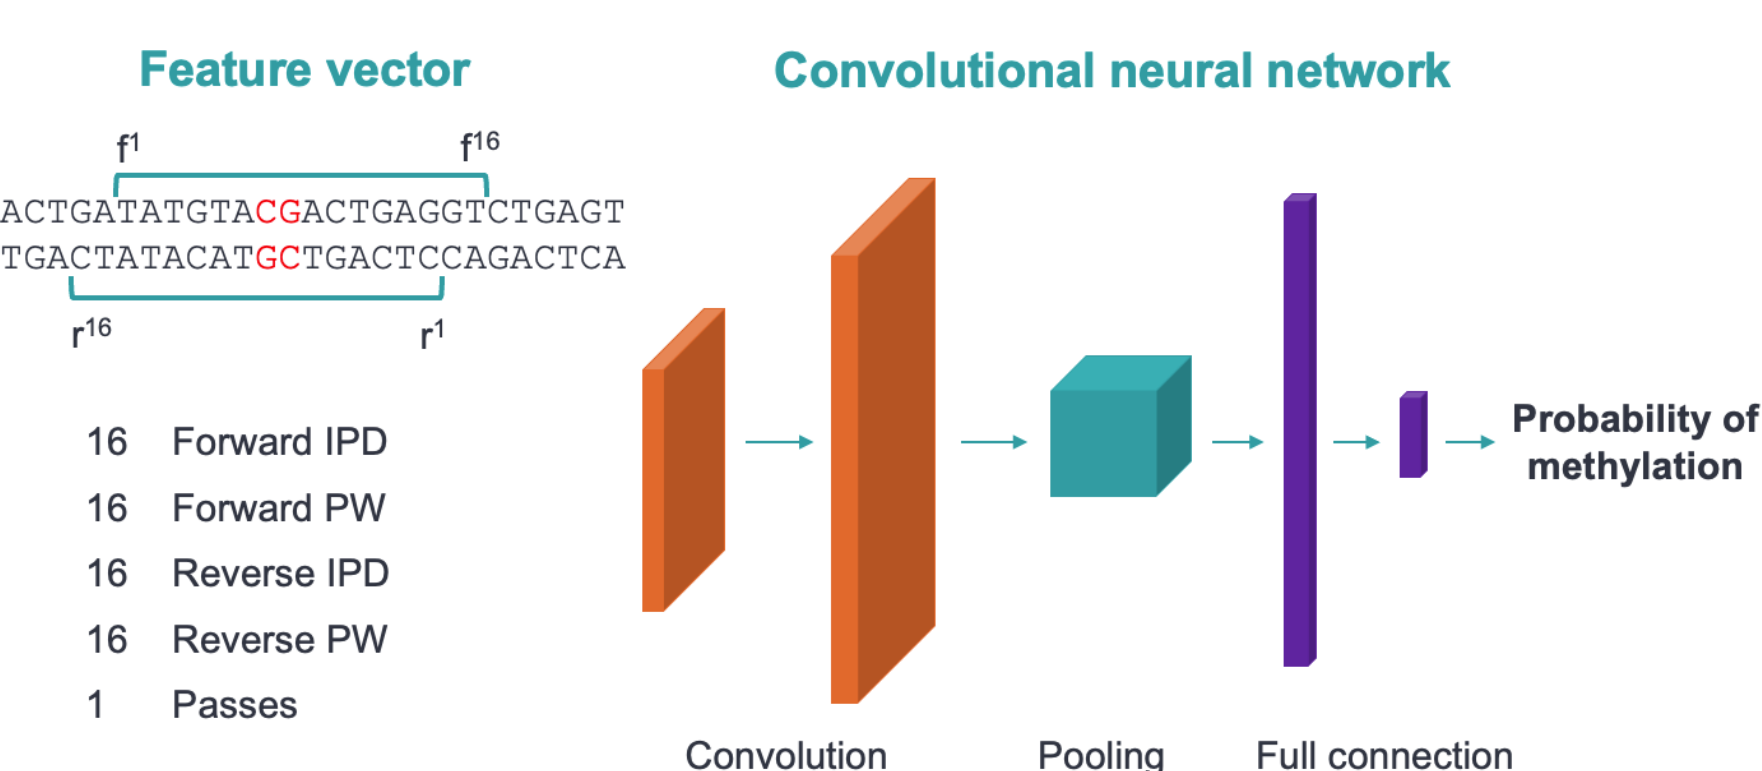 Feature vector
f¹ f¹⁶
ACTGATATGTACGACTGAGGTCTGAGT
TGACTATACATGCTGACTCCAGACTCA
r¹⁶ r¹
16 Forward IPD
16 Forward PW
16 Reverse IPD
16 Reverse PW
1 Passes
Convolutional neural network
Probability of
methylation
Convolution
Pooling
Full connection